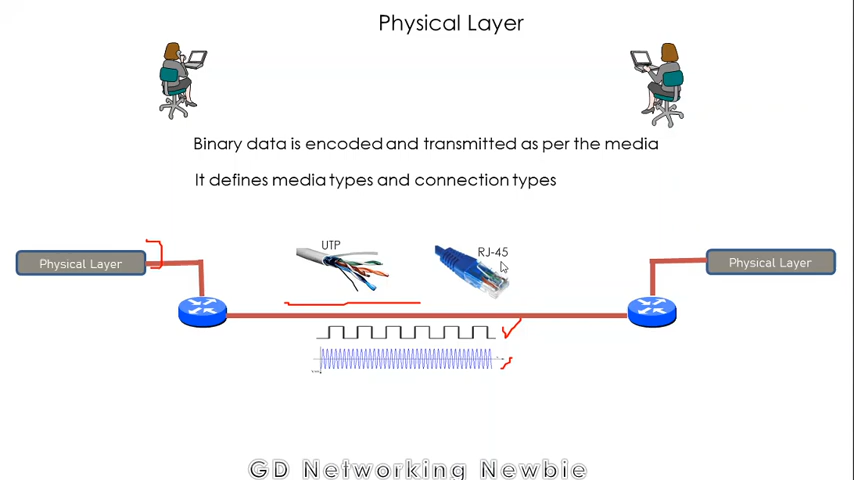 Physical Layer
Binary data is encoded and transmitted as per the media
It defines media types and connection types
UTP
RJ-45
Physical Layer
Physical Layer
GD Networking Newbie